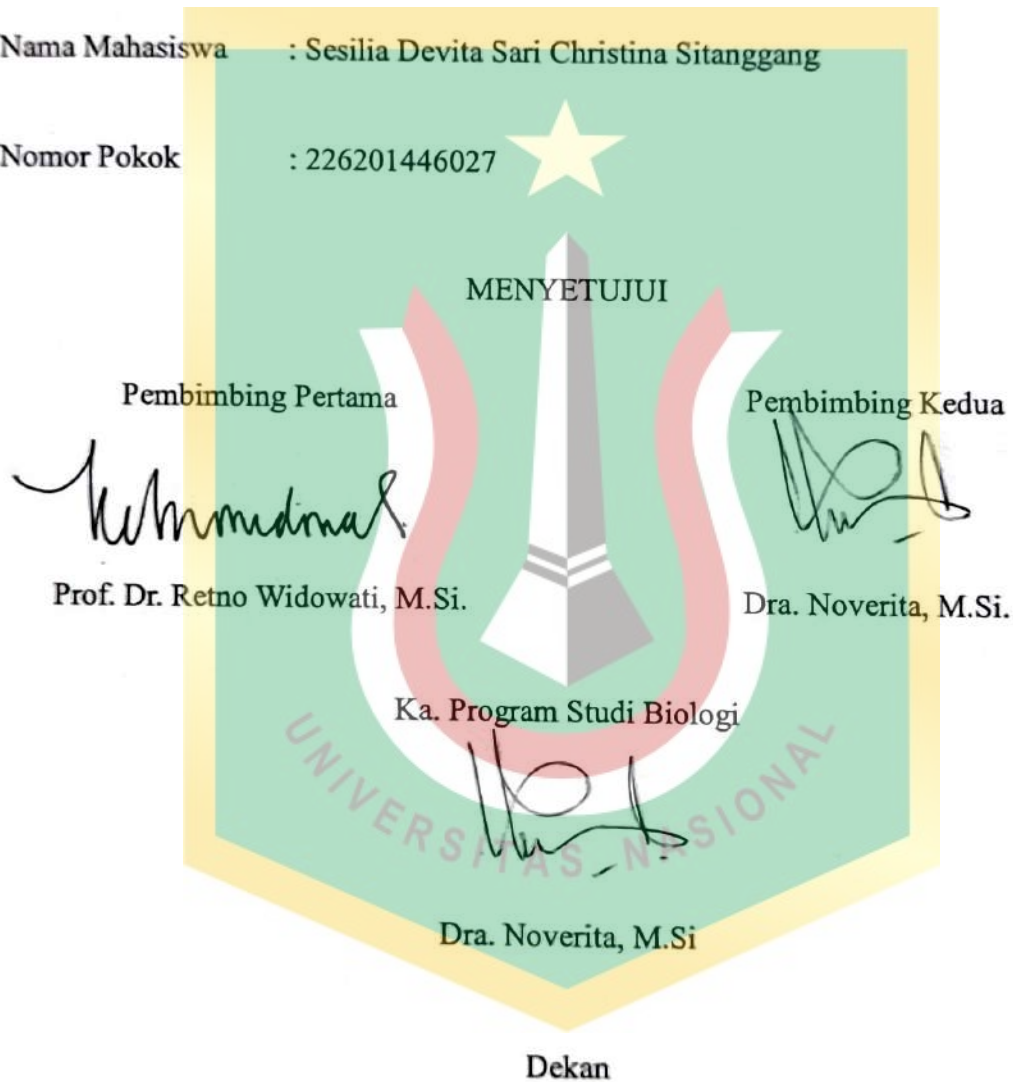 Nama Mahasiswa : Sesilia Devita Sari Christina Sitanggang
Nomor Pokok : 226201446027
MENYETUJUI
Pembimbing Pertama Pembimbing Kedua
Prof. Dr. Retno Widowati, M.Si. Dra. Noverita, M.Si.
Ka. Program Studi Biologi
UNIVERSITAS NASIONAL
Dra. Noverita, M.Si
Dekan